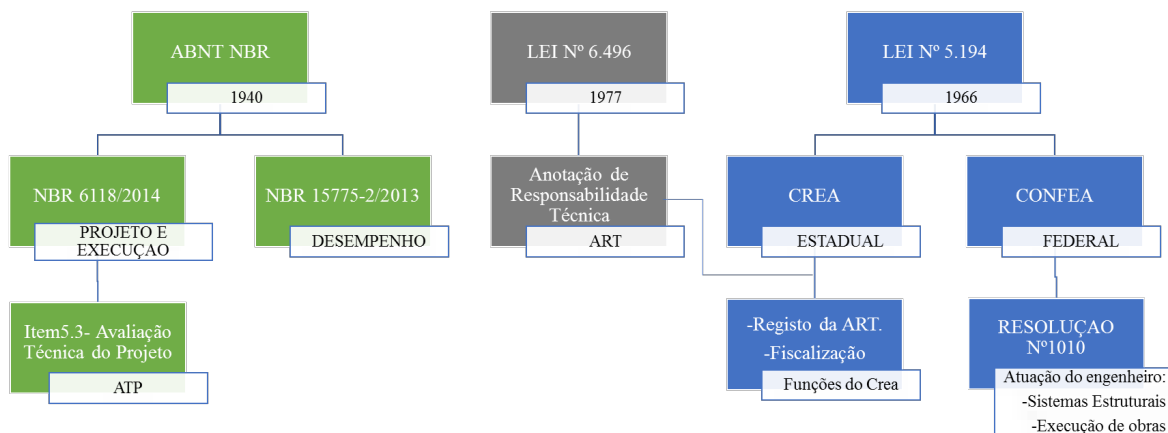 ABNT NBR
1940
LEI Nº 6.496
1977
LEI Nº 5.194
1966
NBR 6118/2014
PROJETO E
EXECUÇAO
NBR 15775-2/2013
DESEMPENHO
Anotação de
Responsabilidade
Técnica
ART
CREA
ESTADUAL
CONFEA
FEDERAL
Item5.3- Avaliação
Técnica do Projeto
ATP
-Registo da ART.
-Fiscalização
Funções do Crea
RESOLUÇAO
Nº1010
Atuação do engenheiro:
-Sistemas Estruturais
-Execução de obras